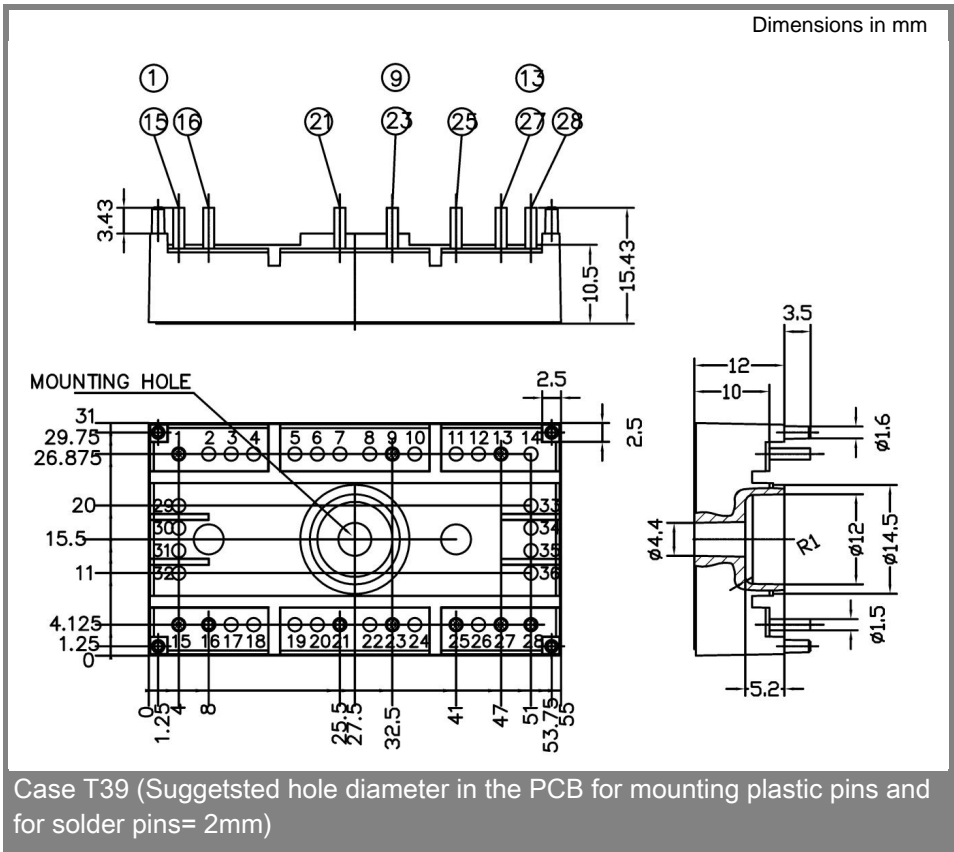 Dimensions in mm
1 9 13
15 16 21 23 25 27 28
3.43
10.5
15.43
3.5
12
10
MOUNTING HOLE
2.5
2.5
31
29.75
26.875
20
15.5
11
4.125
1.25
0
1 2 3 4 5 6 7 8 9 10 11 12 13 14
29 33
30 34
31 35
32 36
15 16 17 18 19 20 21 22 23 24 25 26 27 28
ø1.6
ø4.4
R1
ø12
ø14.5
ø1.5
5.2
0
1.25
4
8
25.5
27.5
32.5
41
47
51
53.75
55
Case T39 (Suggetsted hole diameter in the PCB for mounting plastic pins and
for solder pins= 2mm)